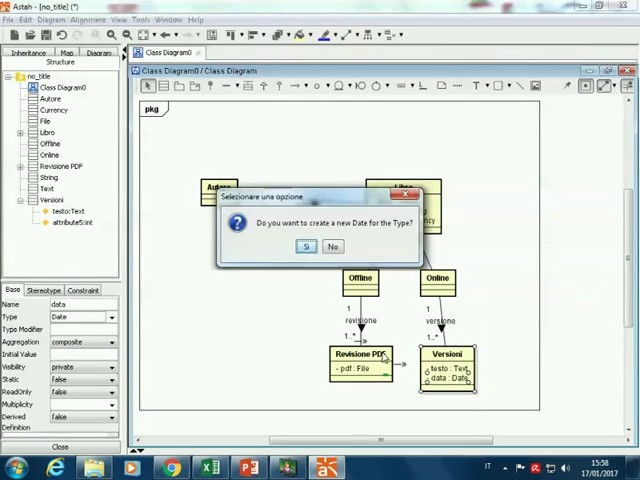 Astah - [no_title] (*)
File Edit Diagram Alignment View Tools Window Help
Inheritance Map Diagram
Structure
no_title
Class Diagram0
Autore
Currency
File
Libro
Offline
Online
Revisione PDF
String
Text
Versioni
testo:Text
attribute5:int
Base Stereotype Constraint
Name data
Type Date
Type Modifier
Aggregation composite
Initial Value
Visibility private
Static false
ReadOnly false
Multiplicity
Derived false
Definition
Close
Class Diagram0
Class Diagram0 / Class Diagram
pkg
Autore
Libro
Selezionare una opzione
Do you want to create a new Date for the Type?
Sì No
Offline
Online
1
revisione
1..*
1
versione
1..*
Revisione PDF
- pdf : File
Versioni
testo : Text
data : Date
IT
15:58
17/01/2017